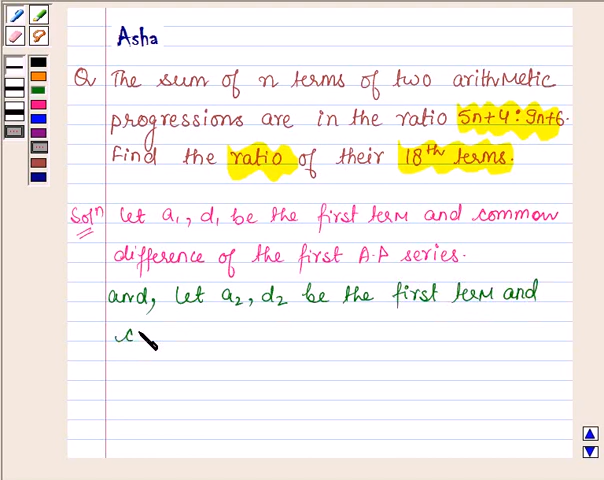 Asha
Q The sum of n terms of two arithmetic
progressions are in the ratio 5n+4 : 9n+6.
Find the ratio of their 18th terms.
Solⁿ Let a₁, d₁ be the first term and common
difference of the first A.P series.
and, Let a₂, d₂ be the first term and
c